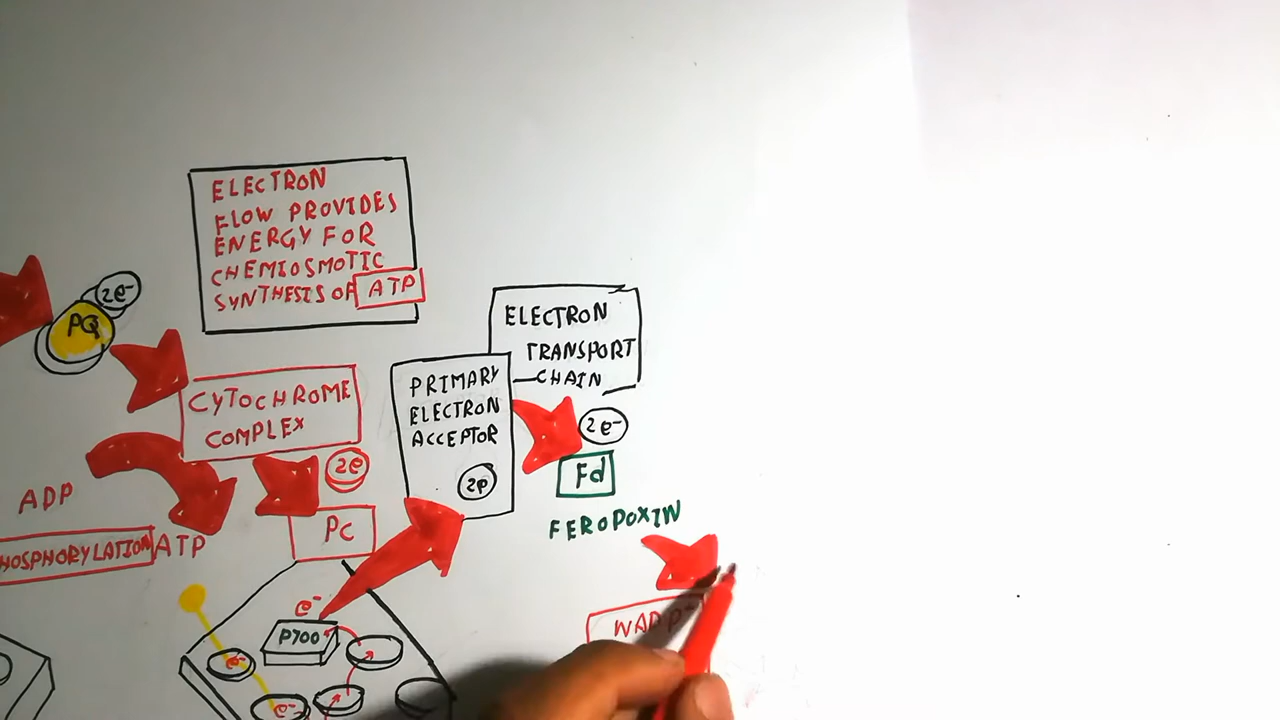 ELECTRON
FLOW PROVIDES
ENERGY FOR
CHEMIOSMOTIC
SYNTHESIS OF ATP
2e-
PQ
ELECTRON
TRANSPORT
CHAIN
CYTOCHROME
COMPLEX
PRIMARY
ELECTRON
ACCEPTOR
2e
2e-
Fd
ADP
HOSPHORYLATION ATP
PC
FEROPOXIN
e-
P700
e-
e-